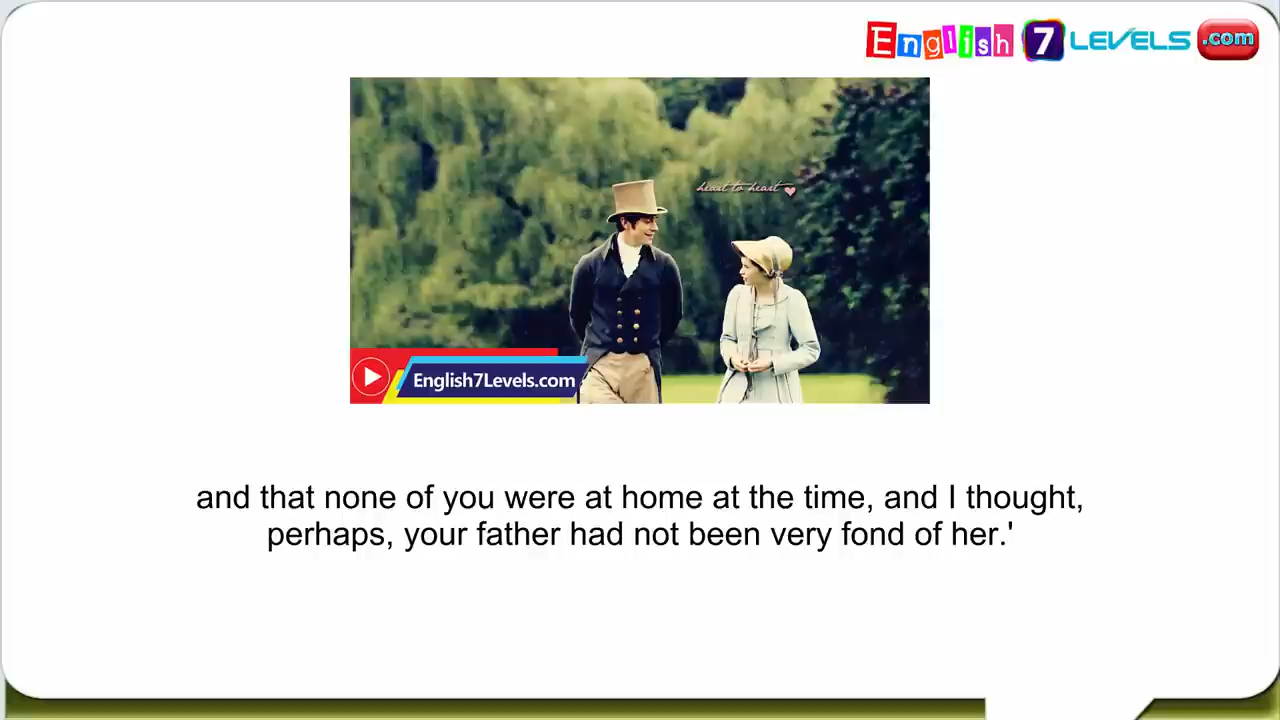 English 7 LEVELS .com
heart to heart
English7Levels.com
and that none of you were at home at the time, and I thought,
perhaps, your father had not been very fond of her.'